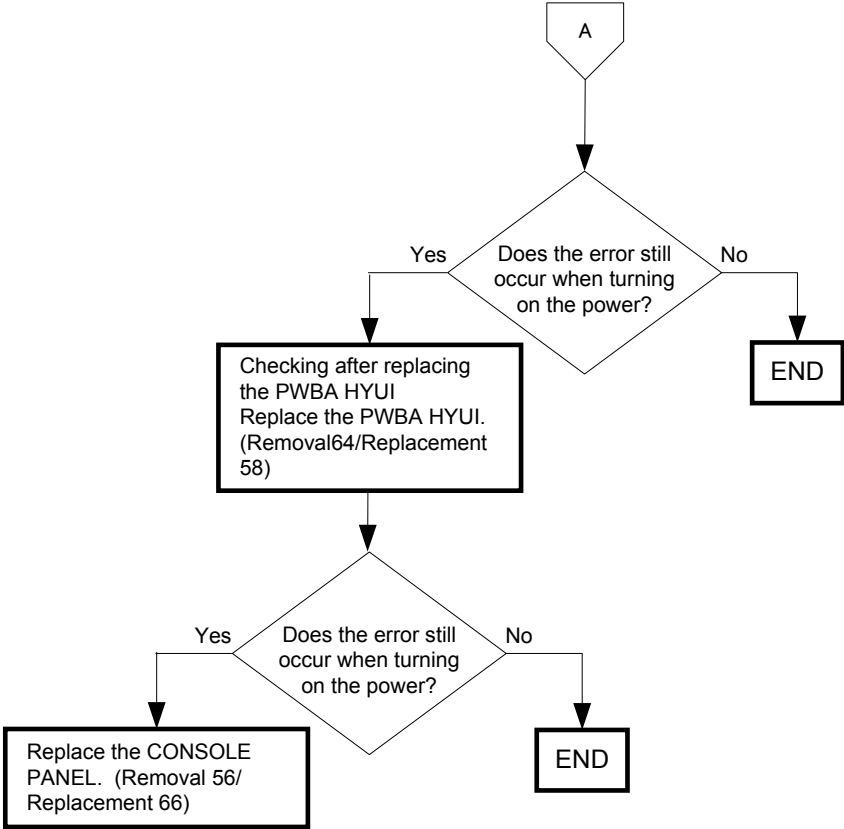 A
Yes
Does the error still
occur when turning
on the power?
No
Checking after replacing
the PWBA HYUI
Replace the PWBA HYUI.
(Removal64/Replacement
58)
END
Yes
Does the error still
occur when turning
on the power?
No
Replace the CONSOLE
PANEL. (Removal 56/
Replacement 66)
END